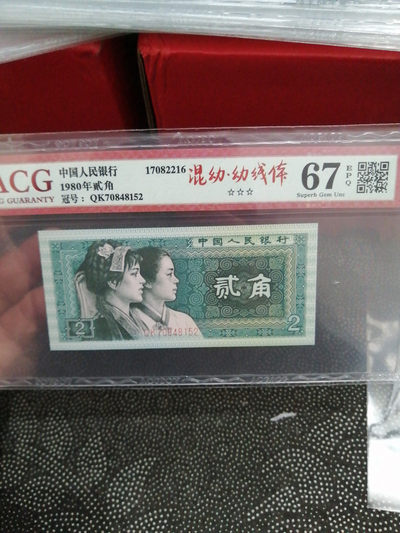 ACG
GUARANTY
中国人民银行
1980年贰角
冠号： QK70848152
17082216
混幼·幼线体
☆☆☆
67
EPQ
Superb Gem Unc
中国人民银行
贰角
2
QK70848152
2